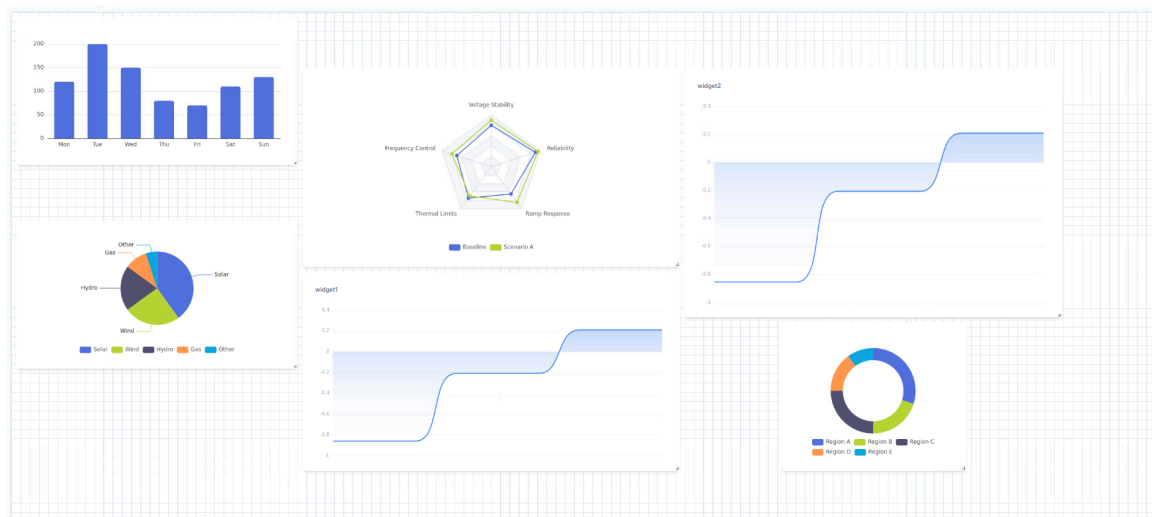 200
150
100
50
0
Mon Tue Wed Thu Fri Sat Sun
Voltage Stability
Frequency Control
Reliability
Thermal Limits
Ramp Response
Baseline Scenario A
widget2
0.4
0.2
0
-0.2
-0.4
-0.6
-0.8
-1
Other
Gas
Solar
Hydro
Wind
Solar Wind Hydro Gas Other
widget1
0.4
0.2
0
-0.2
-0.4
-0.6
-0.8
-1
Region A Region B Region C
Region D Region E